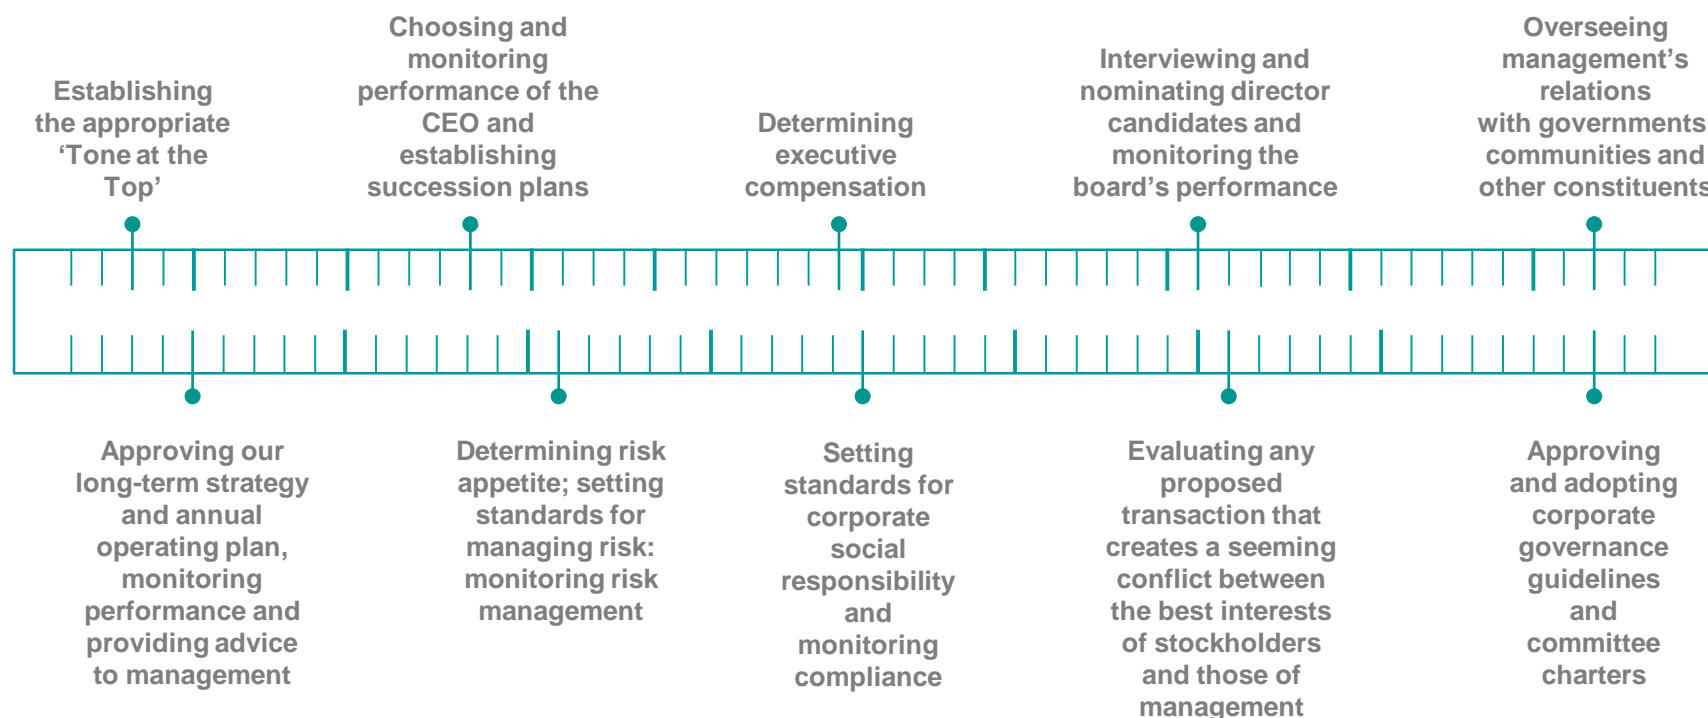 Establishing
the appropriate
‘Tone at the
Top’
Choosing and
monitoring
performance of the
CEO and
establishing
succession plans
Determining
executive
compensation
Interviewing and
nominating director
candidates and
monitoring the
board’s performance
Overseeing
management’s
relations
with governments
communities and
other constituents
Approving our
long-term strategy
and annual
operating plan,
monitoring
performance and
providing advice
to management
Determining risk
appetite; setting
standards for
managing risk:
monitoring risk
management
Setting
standards for
corporate
social
responsibility
and
monitoring
compliance
Evaluating any
proposed
transaction that
creates a seeming
conflict between
the best interests
of stockholders
and those of
management
Approving
and adopting
corporate
governance
guidelines
and
committee
charters